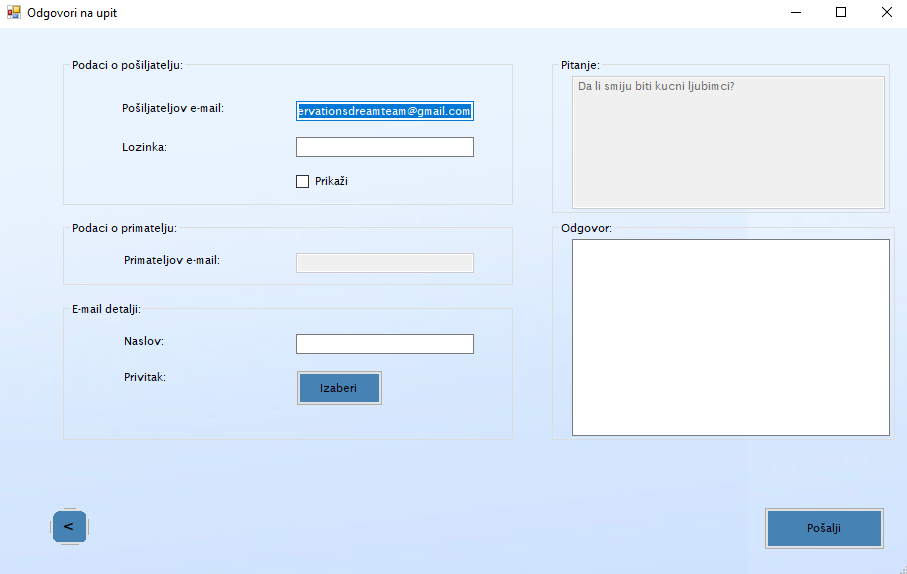 Odgovori na upit
Podaci o pošiljatelju:
Pošiljateljov e-mail:
ervationsdreamteam@gmail.com
Lozinka:
Prikaži
Podaci o primatelju:
Primateljov e-mail:
E-mail detalji:
Naslov:
Privitak:
Izaberi
<
Pitanje:
Da li smiju biti kucni ljubimci?
Odgovor:
Pošalji